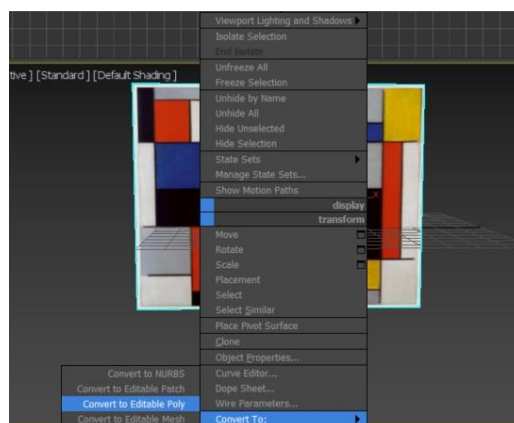 Viewport Lighting and Shadows
Isolate Selection
End Isolate
Unfreeze All
Freeze Selection
tive ] [Standard ] [Default Shading ]
Unhide by Name
Unhide All
Hide Unselected
Hide Selection
State Sets
Manage State Sets...
Show Motion Paths
display
transform
Move
Rotate
Scale
Placement
Select
Select Similar
Place Pivot Surface
Clone
Object Properties...
Curve Editor...
Dope Sheet...
Wire Parameters...
Convert To:
Convert to NURBS
Convert to Editable Patch
Convert to Editable Poly
Convert to Editable Mesh